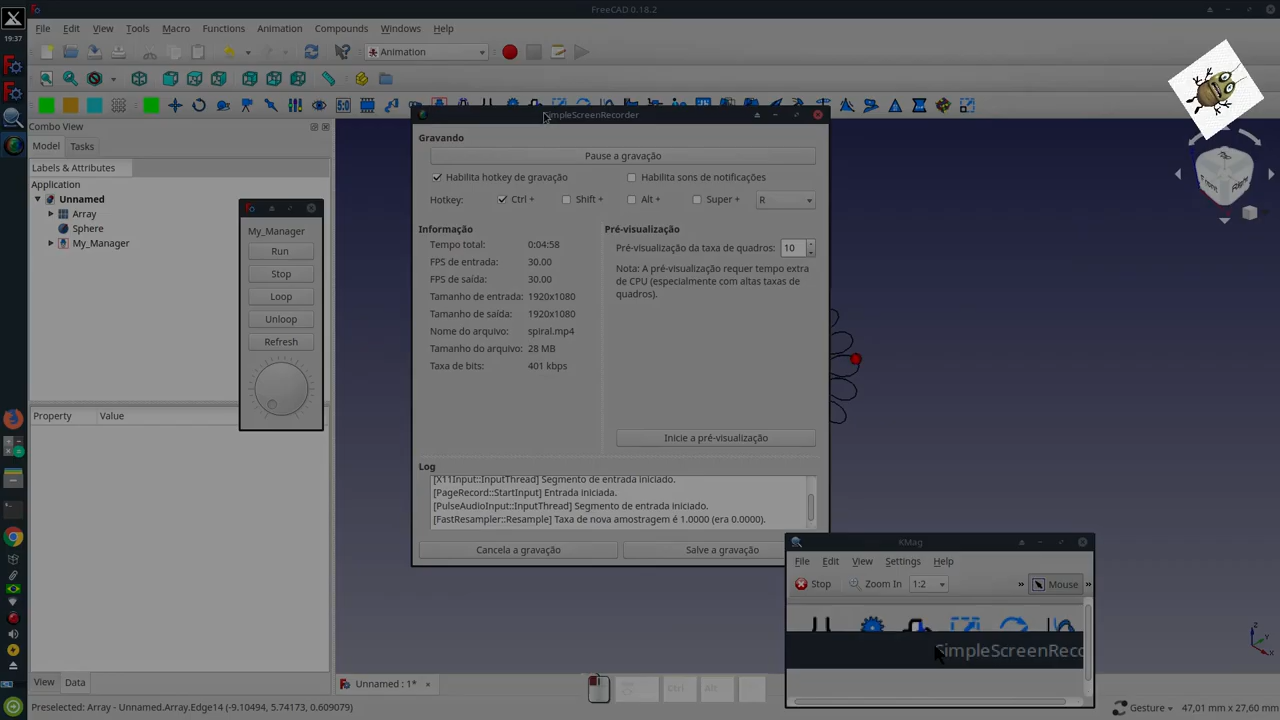 FreeCAD 0.18.2
19:37
File Edit View Tools Macro Functions Animation Compounds Windows Help
Animation
Combo View
Model Tasks
Labels & Attributes
Application
Unnamed
Array
Sphere
My_Manager
Property Value
View Data
My_Manager
Run
Stop
Loop
Unloop
Refresh
SimpleScreenRecorder
Gravando
Pause a gravação
Habilita hotkey de gravação
Habilita sons de notificações
Hotkey: Ctrl + Shift + Alt + Super + R
Informação
Tempo total: 0:04:58
FPS de entrada: 30.00
FPS de saída: 30.00
Tamanho de entrada: 1920x1080
Tamanho de saída: 1920x1080
Nome do arquivo: spiral.mp4
Tamanho do arquivo: 28 MB
Taxa de bits: 401 kbps
Pré-visualização
Pré-visualização da taxa de quadros: 10
Nota: A pré-visualização requer tempo extra
de CPU (especialmente com altas taxas de
quadros).
Inicie a pré-visualização
Log
[X11Input::InputThread] Segmento de entrada iniciado.
[PageRecord::StartInput] Entrada iniciada.
[PulseAudioInput::InputThread] Segmento de entrada iniciado.
[FastResampler::Resample] Taxa de nova amostragem é 1.0000 (era 0.0000).
Cancela a gravação
Salve a gravação
KMag
File Edit View Settings Help
Stop Zoom In 1:2 » Mouse »
SimpleScreenReco
Unnamed : 1*
Ctrl Alt
Preselected: Array - Unnamed.Array.Edge14 (-9.10494, 5.74173, 0.609079)
Gesture
47,01 mm x 27,60 mm